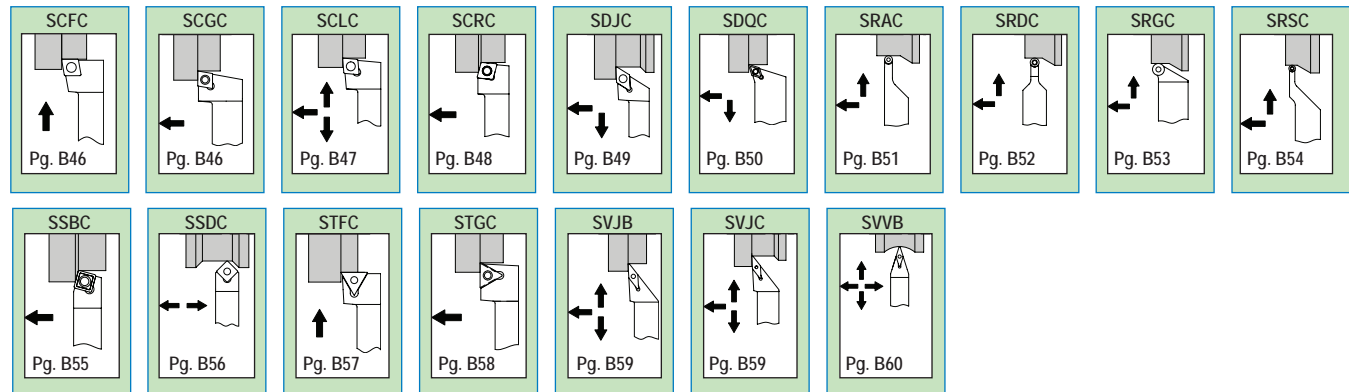 SCFC SCGC SCLC SCRC SDJC SDQC SRAC SRDC SRGC SRSC
Pg. B46 Pg. B46 Pg. B47 Pg. B48 Pg. B49 Pg. B50 Pg. B51 Pg. B52 Pg. B53 Pg. B54
SSBC SSDC STFC STGC SVJB SVJC SVVB
Pg. B55 Pg. B56 Pg. B57 Pg. B58 Pg. B59 Pg. B59 Pg. B60